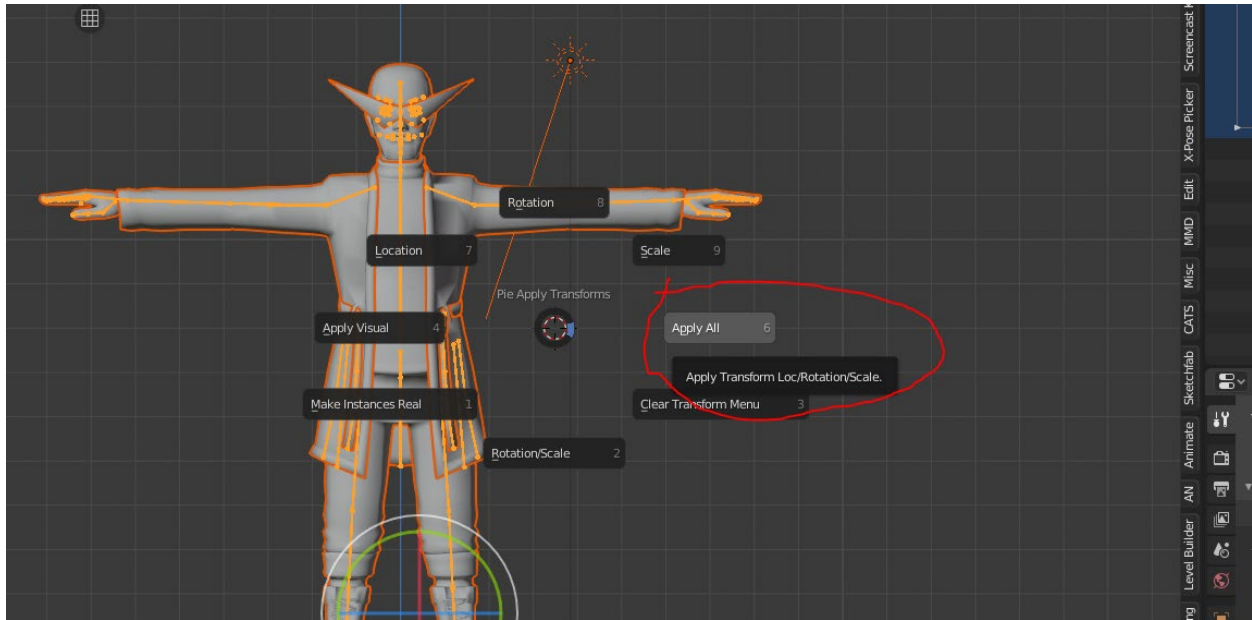 Rotation 8
Location 7
Scale 9
Pie Apply Transforms
Apply Visual 4
Apply All 6
Apply Transform Loc/Rotation/Scale.
Make Instances Real 1
Clear Transform Menu 3
Rotation/Scale 2
Screencast K
X-Pose Picker
Edit
MMD
Misc
CATS
Sketchfab
Animate
AN
Level Builder
ng